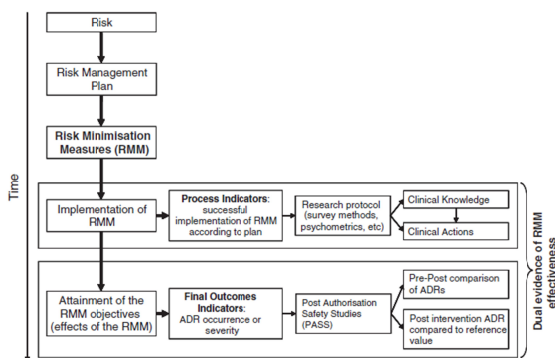 Risk
Risk Management
Plan
Risk Minimisation
Measures (RMM)
Time
Implementation of
RMM
Process Indicators:
successful
implementation of RMM
according to plan
Research protocol
(survey methods,
psychometrics, etc)
Clinical Knowledge
Clinical Actions
Attainment of the
RMM objectives
(effects of the RMM)
Final Outcomes
Indicators:
ADR occurrence or
severity
Post Authorisation
Safety Studies
(PASS)
Pre-Post comparison
of ADRs
Post intervention ADR
compared to reference
value
Dual evidence of RMM
effectiveness